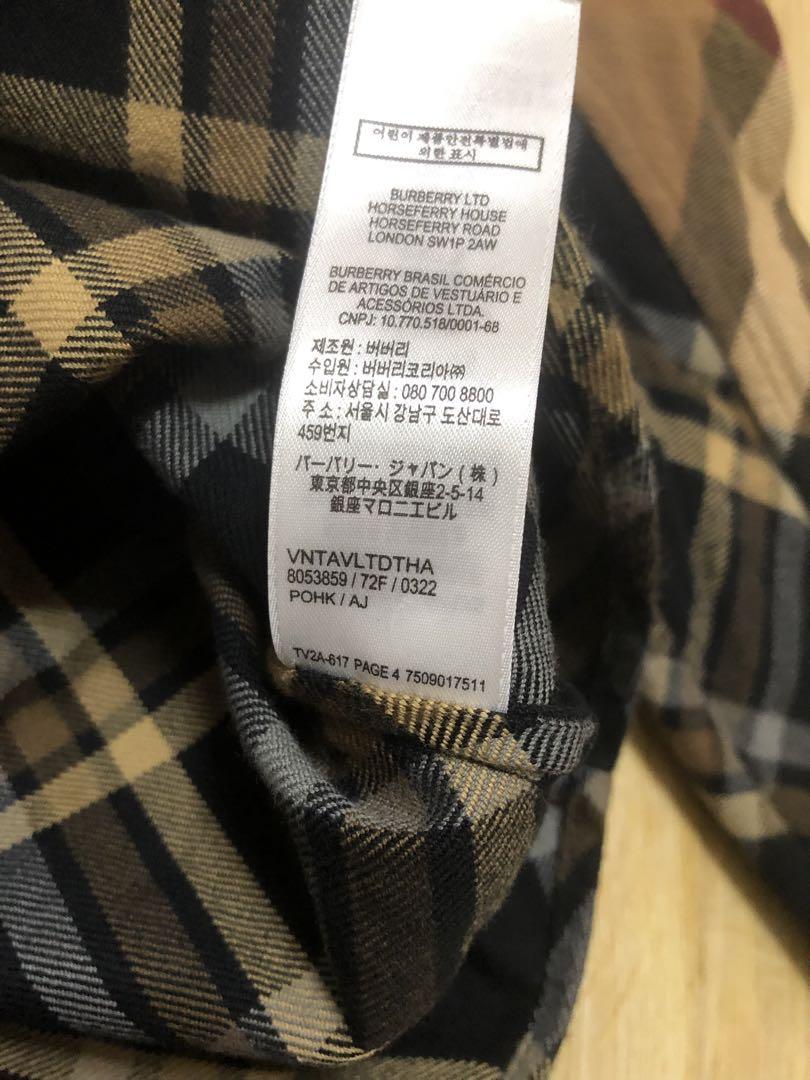 어린이 제품안전특별법에
의한 표시
BURBERRY LTD
HORSEFERRY HOUSE
HORSEFERRY ROAD
LONDON SW1P 2AW
BURBERRY BRASIL COMÉRCIO
DE ARTIGOS DE VESTUÁRIO E
ACESSÓRIOS LTDA.
CNPJ: 10.770.518/0001-68
제조원 : 버버리
수입원 : 버버리코리아㈜
소비자상담실 : 080 700 8800
주 소 : 서울시 강남구 도산대로
459번지
バーバリー・ジャパン(株)
東京都中央区銀座2-5-14
銀座マロニエビル
VNTAVLTDTHA
8053859 / 72F / 0322
POHK / AJ
TV2A-617 PAGE 4 7509017511